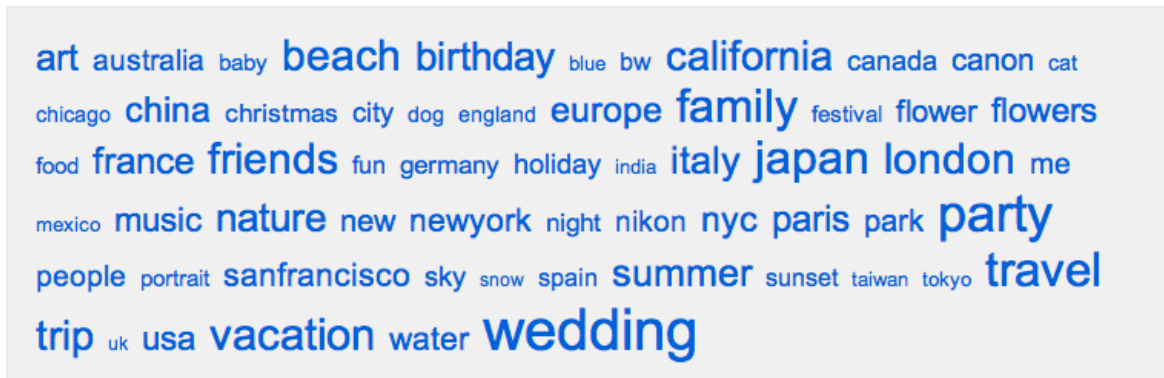 art australia baby beach birthday blue bw california canada canon cat
chicago china christmas city dog england europe family festival flower flowers
food france friends fun germany holiday india italy japan london me
mexico music nature new newyork night nikon nyc paris park party
people portrait sanfrancisco sky snow spain summer sunset taiwan tokyo travel
trip uk usa vacation water wedding